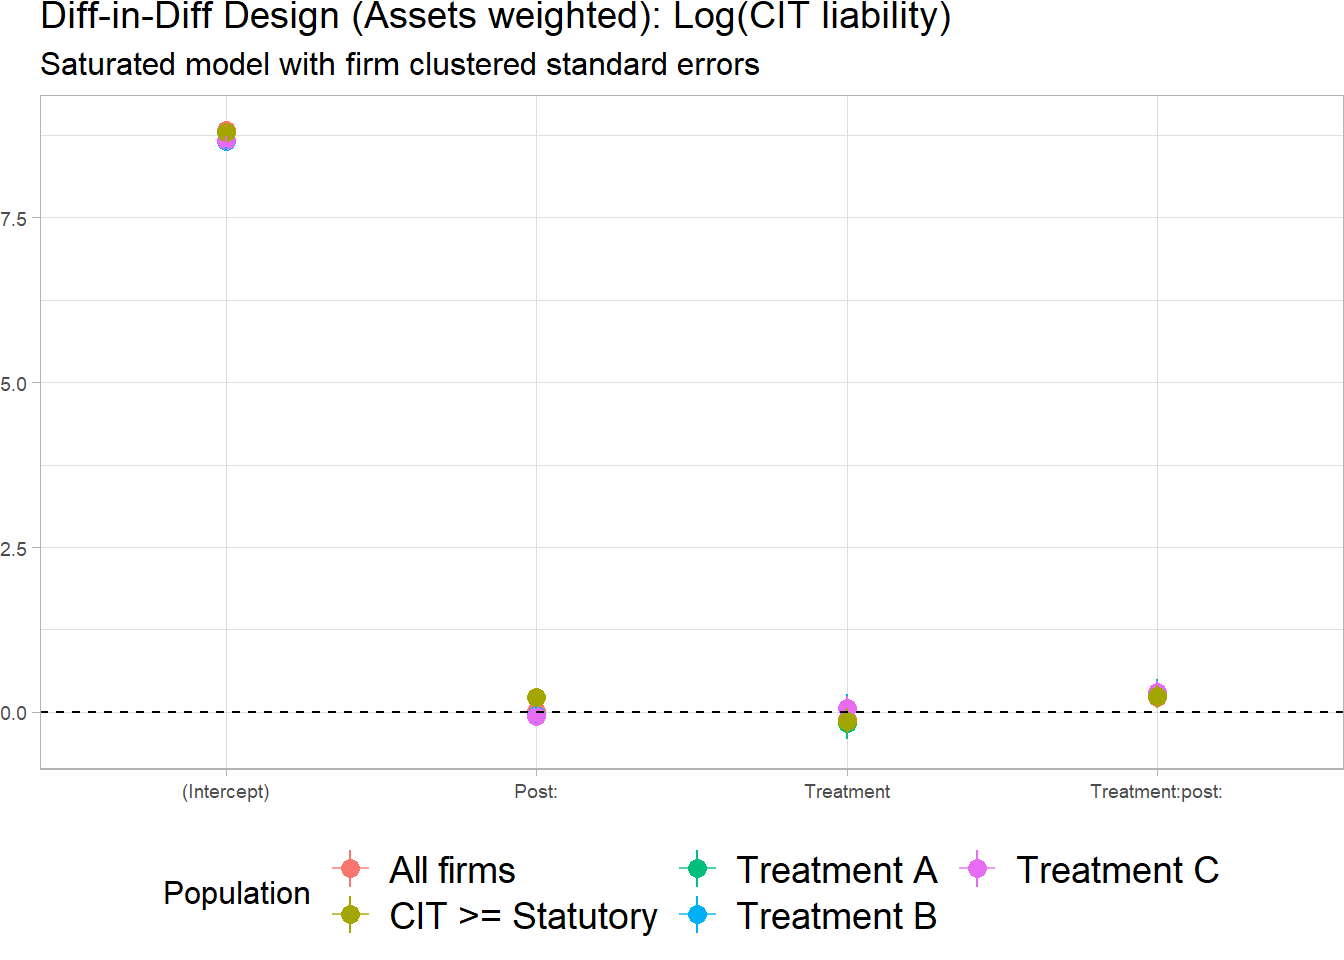 Diff-in-Diff Design (Assets weighted): Log(CIT liability)
Saturated model with firm clustered standard errors
7.5
5.0
2.5
0.0
(Intercept) Post: Treatment Treatment:post:
Population
All firms Treatment A Treatment C
CIT >= Statutory Treatment B